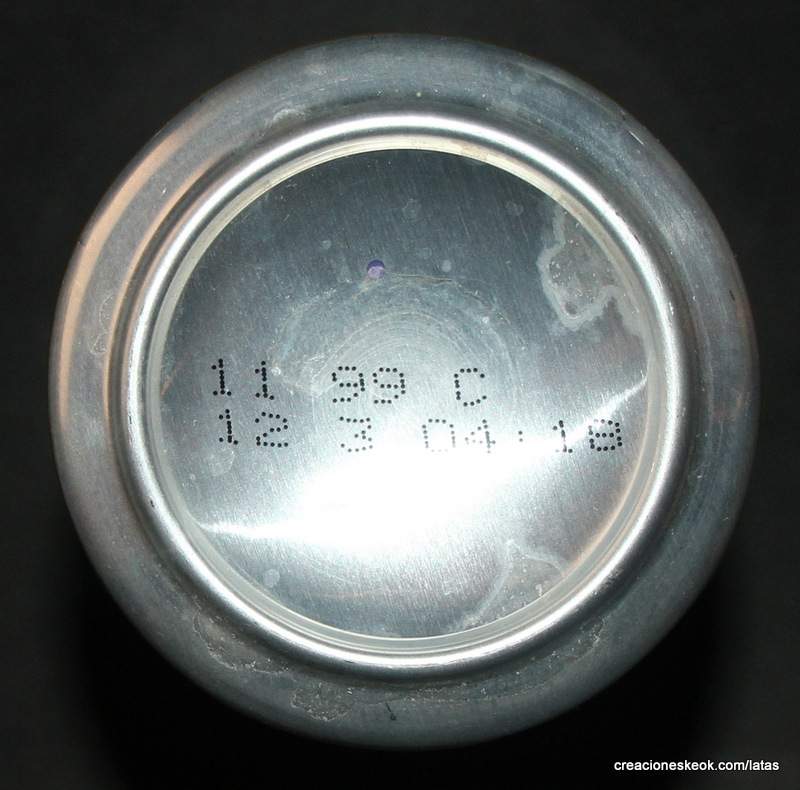 11 99 C
12 3 04:18
creacioneskeok.com/latas